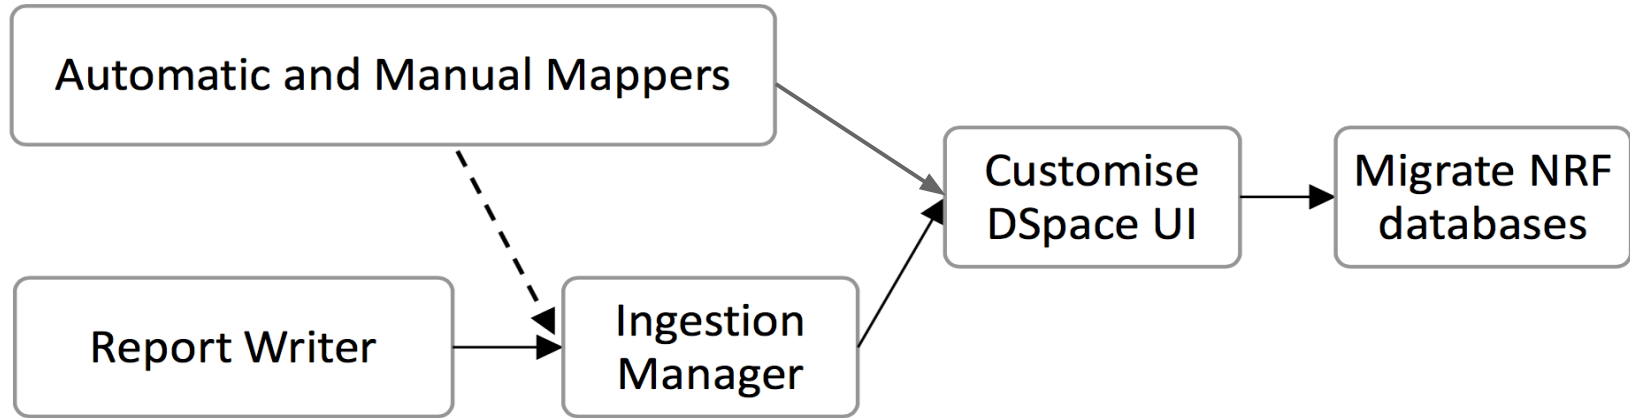 Automatic and Manual Mappers
Customise
DSpace UI
Migrate NRF
databases
Report Writer
Ingestion
Manager